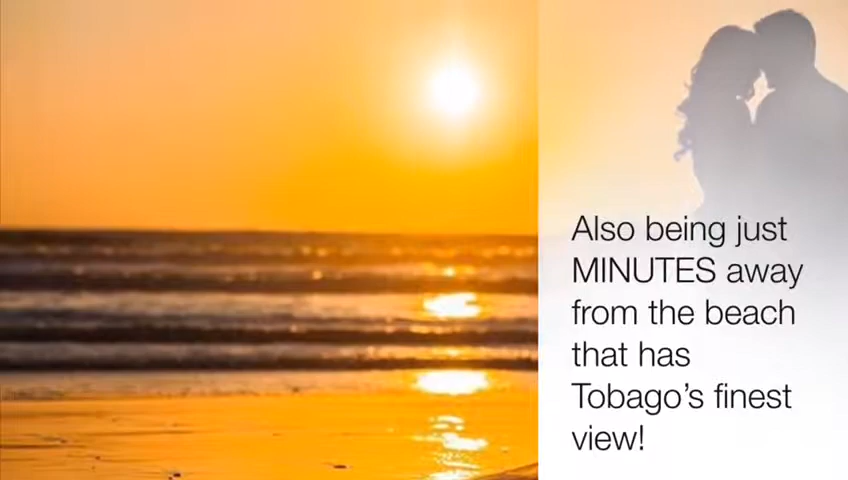 Also being just
MINUTES away
from the beach
that has
Tobago’s finest
view!